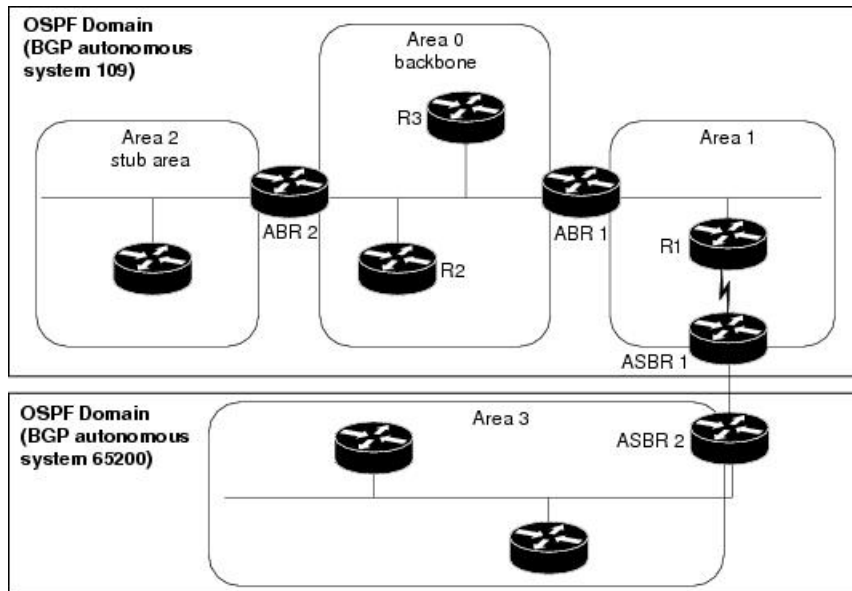 OSPF Domain
(BGP autonomous
system 109)
Area 0
backbone
R3
Area 2
stub area
Area 1
ABR 2
ABR 1
R1
R2
ASBR 1
OSPF Domain
(BGP autonomous
system 65200)
Area 3
ASBR 2